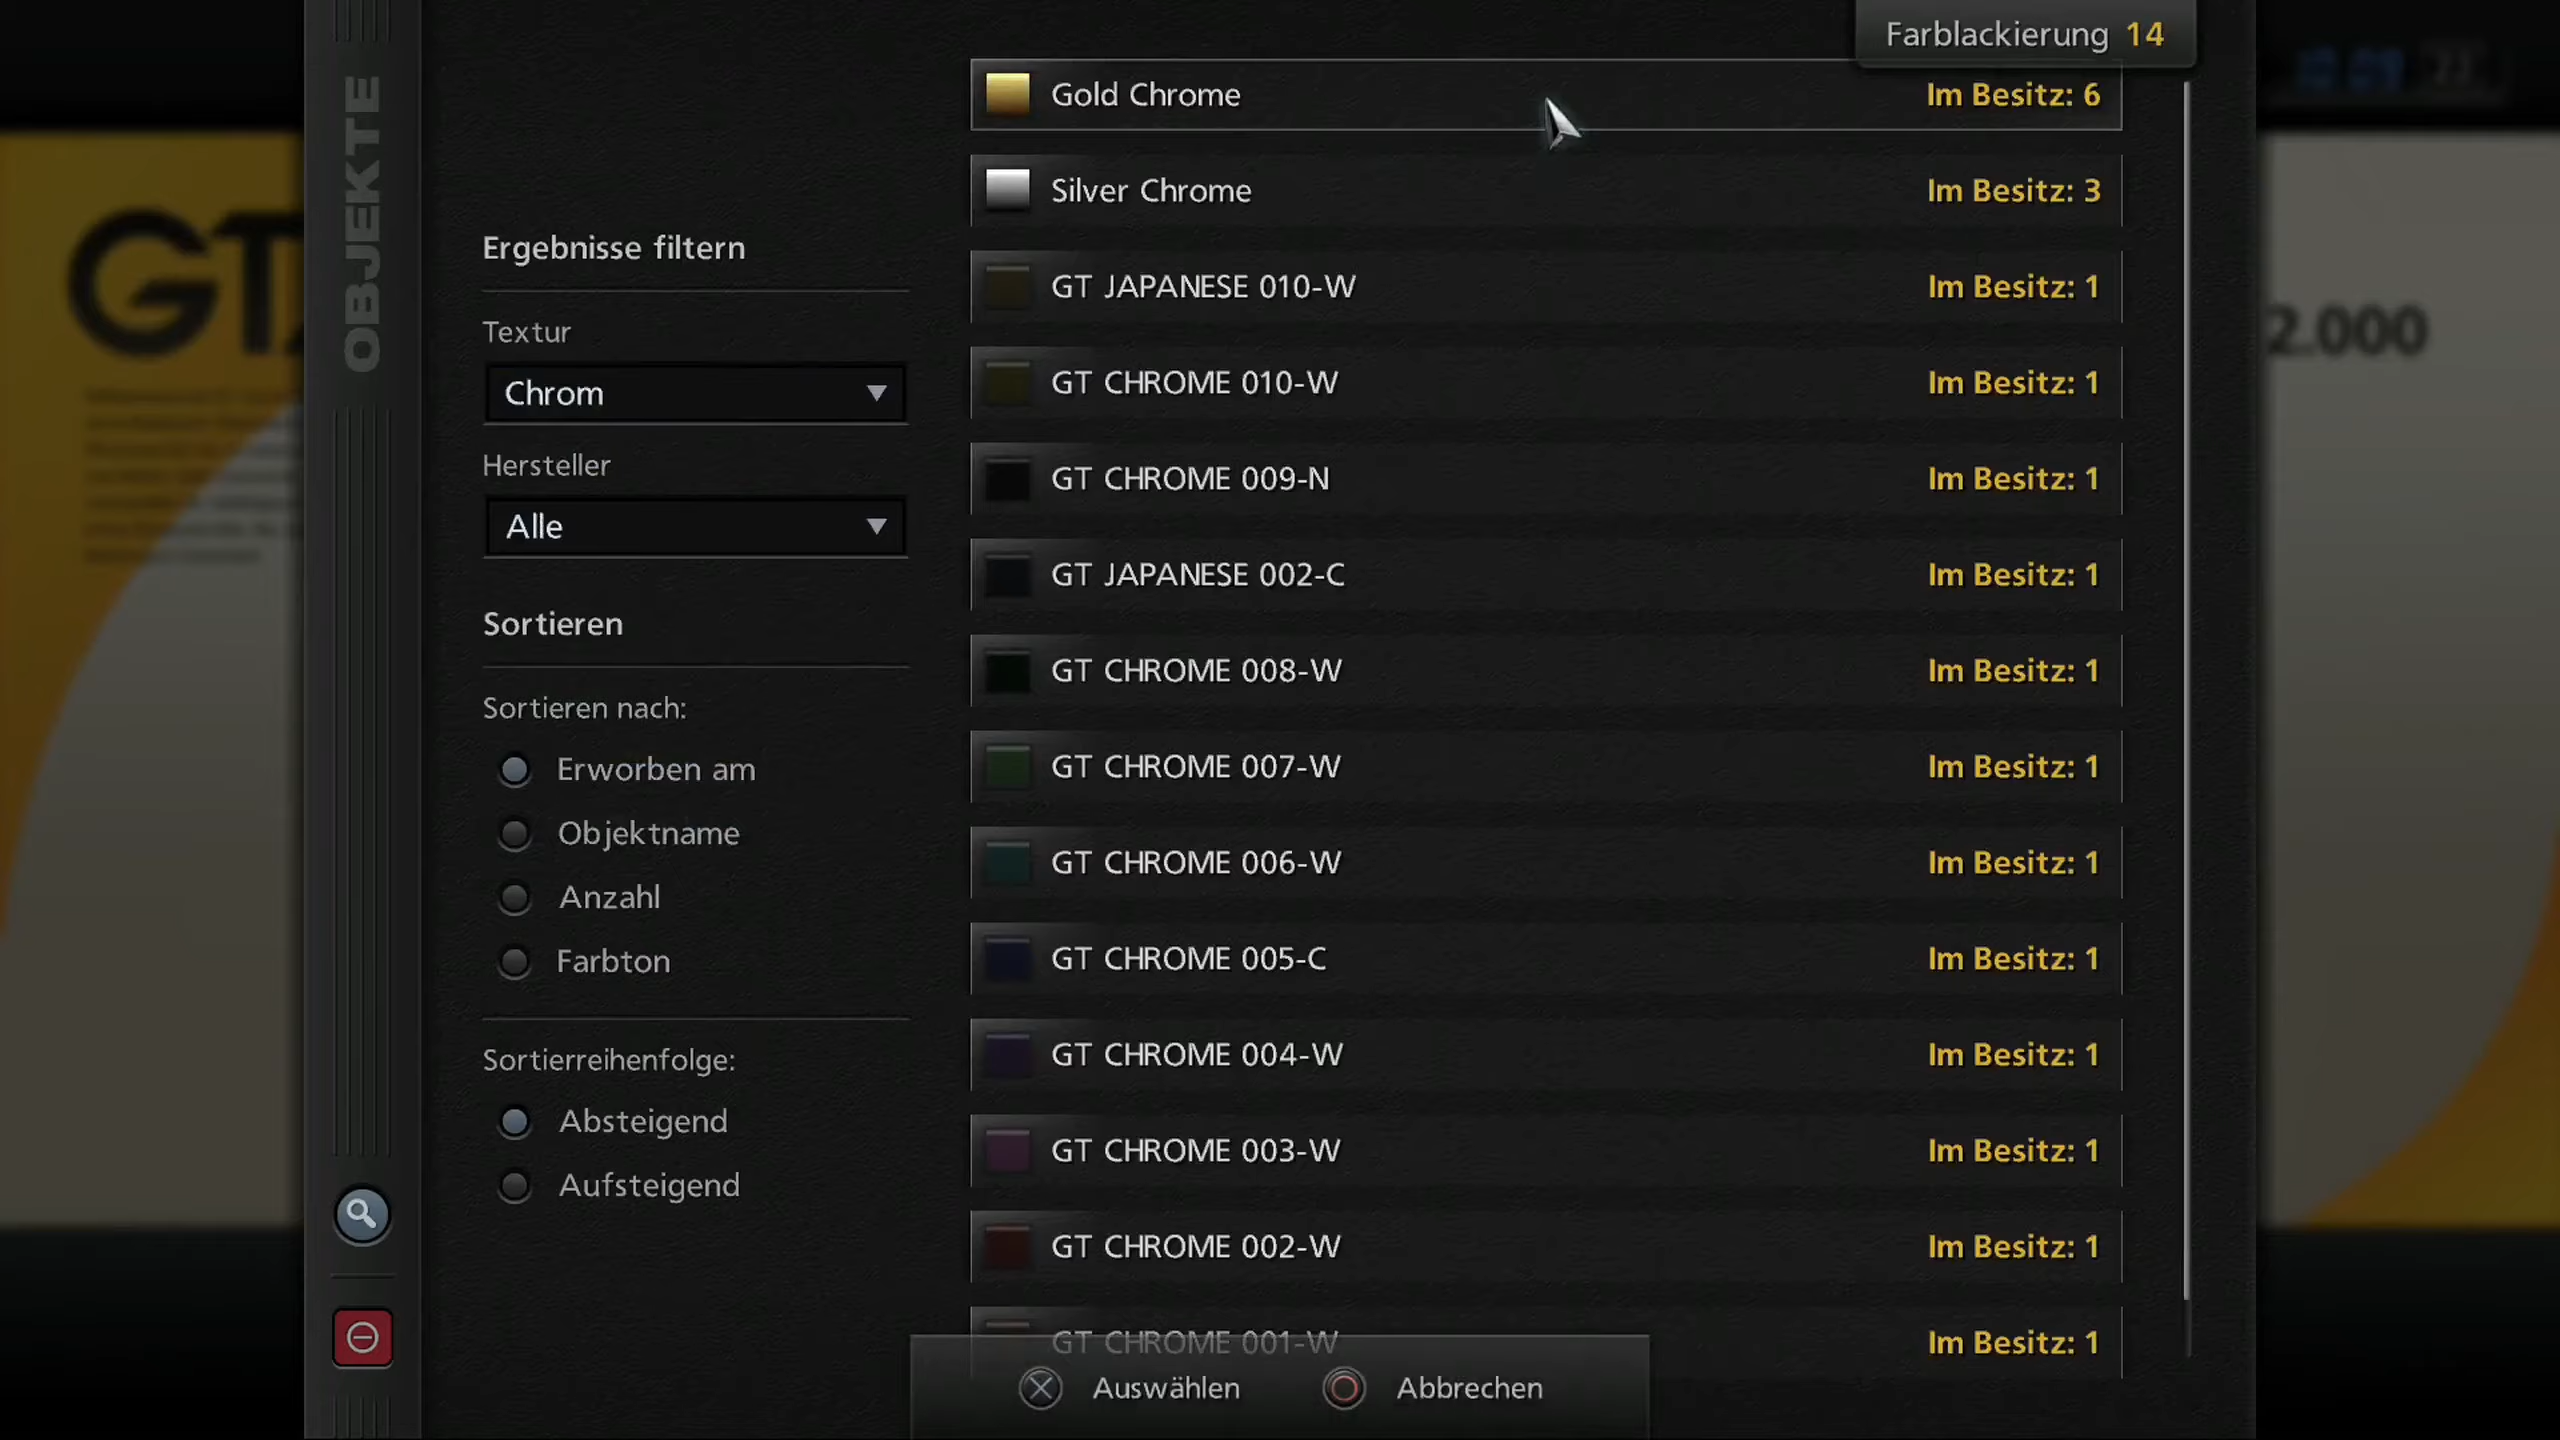 Farblackierung 14
OBJEKTE
Ergebnisse filtern
Textur
Chrom
Hersteller
Alle
Sortieren
Sortieren nach:
Erworben am
Objektname
Anzahl
Farbton
Sortierreihenfolge:
Absteigend
Aufsteigend
Gold Chrome Im Besitz: 6
Silver Chrome Im Besitz: 3
GT JAPANESE 010-W Im Besitz: 1
GT CHROME 010-W Im Besitz: 1
GT CHROME 009-N Im Besitz: 1
GT JAPANESE 002-C Im Besitz: 1
GT CHROME 008-W Im Besitz: 1
GT CHROME 007-W Im Besitz: 1
GT CHROME 006-W Im Besitz: 1
GT CHROME 005-C Im Besitz: 1
GT CHROME 004-W Im Besitz: 1
GT CHROME 003-W Im Besitz: 1
GT CHROME 002-W Im Besitz: 1
GT CHROME 001-W Im Besitz: 1
Auswählen Abbrechen
GT
2.000